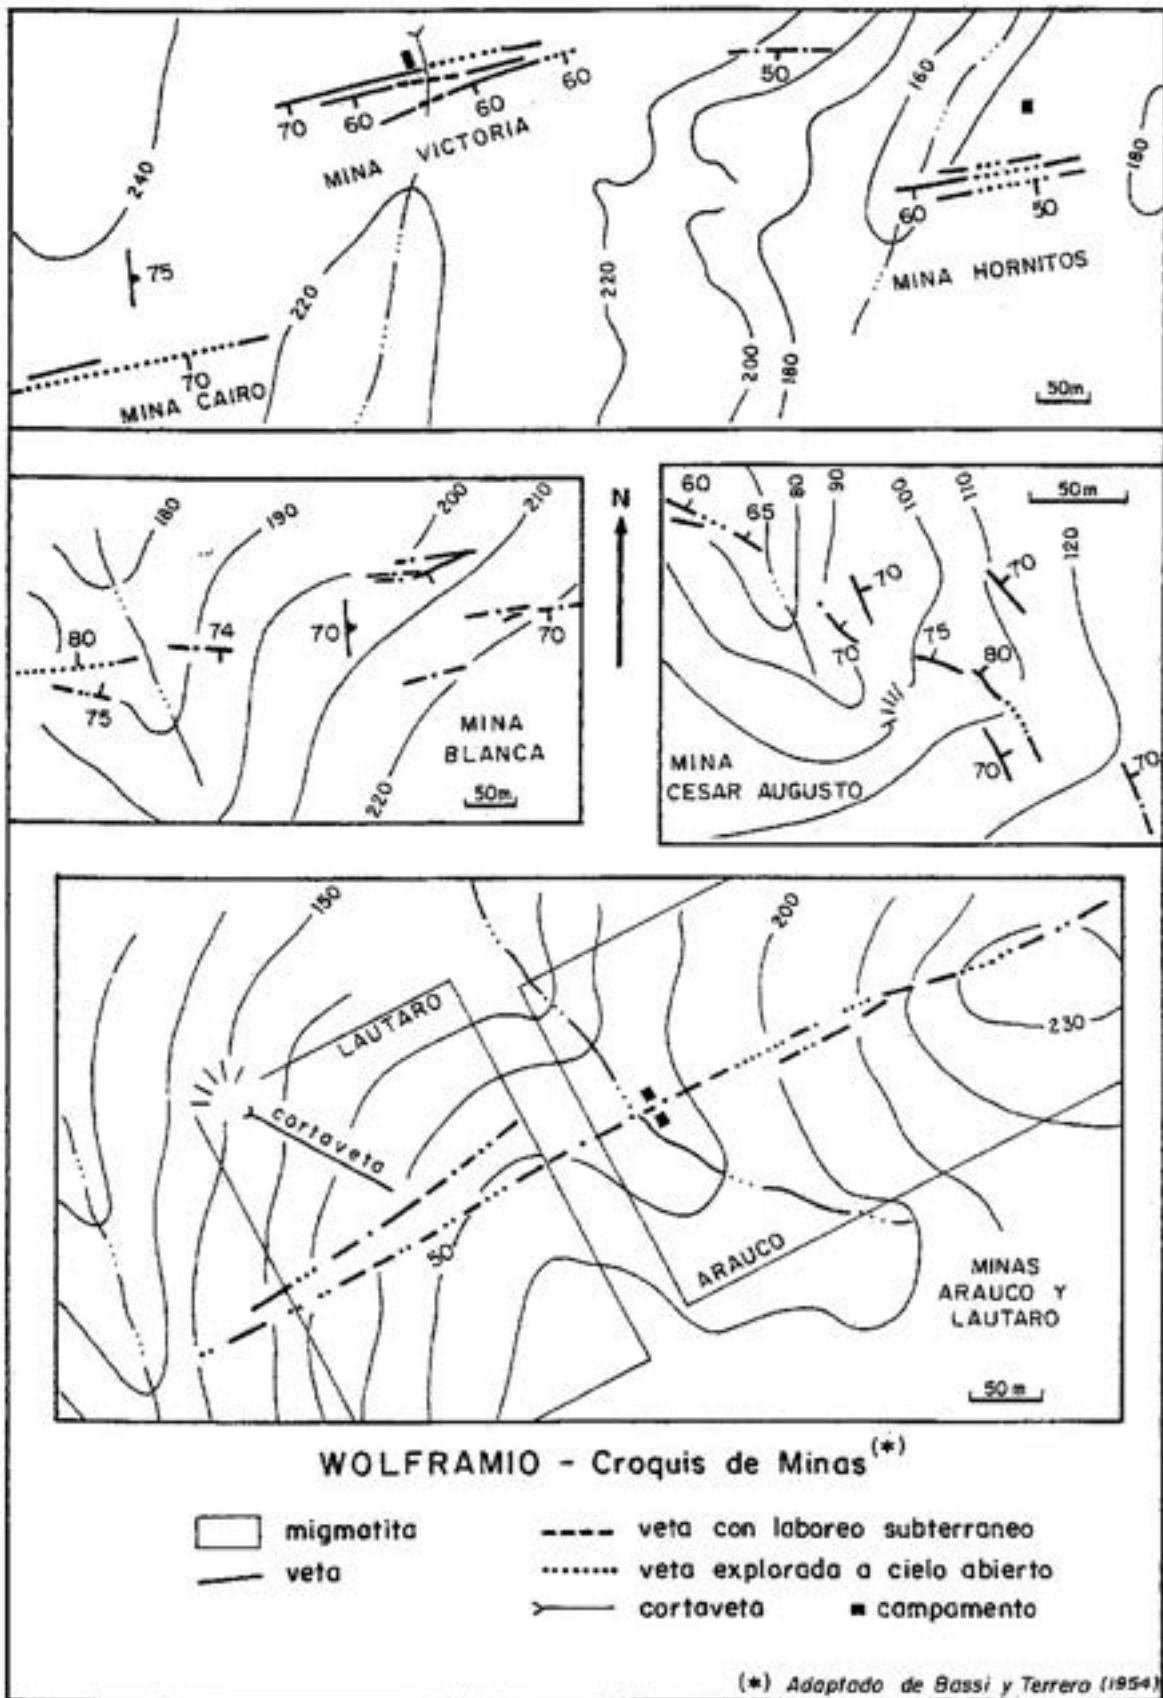 240
70
60
60
60
MINA VICTORIA
50
160
180
60
50
MINA HORNITOS
75
220
220
200
180
70
MINA CAIRO
50m
180
190
200
210
80
74
70
70
75
MINA
BLANCA
220
50m
N
60
65
80
90
100
110
50m
120
70
70
70
75
80
70
70
MINA
CESAR AUGUSTO
150
200
LAUTARO
230
cortaveta
50
ARAUCO
MINAS
ARAUCO Y
LAUTARO
50m
WOLFRAMIO - Croquis de Minas (*)
migmatita
veta
veta con laboreo subterraneo
veta explorada a cielo abierto
cortaveta
campamento
(*) Adaptado de Bassi y Terrero (1954)